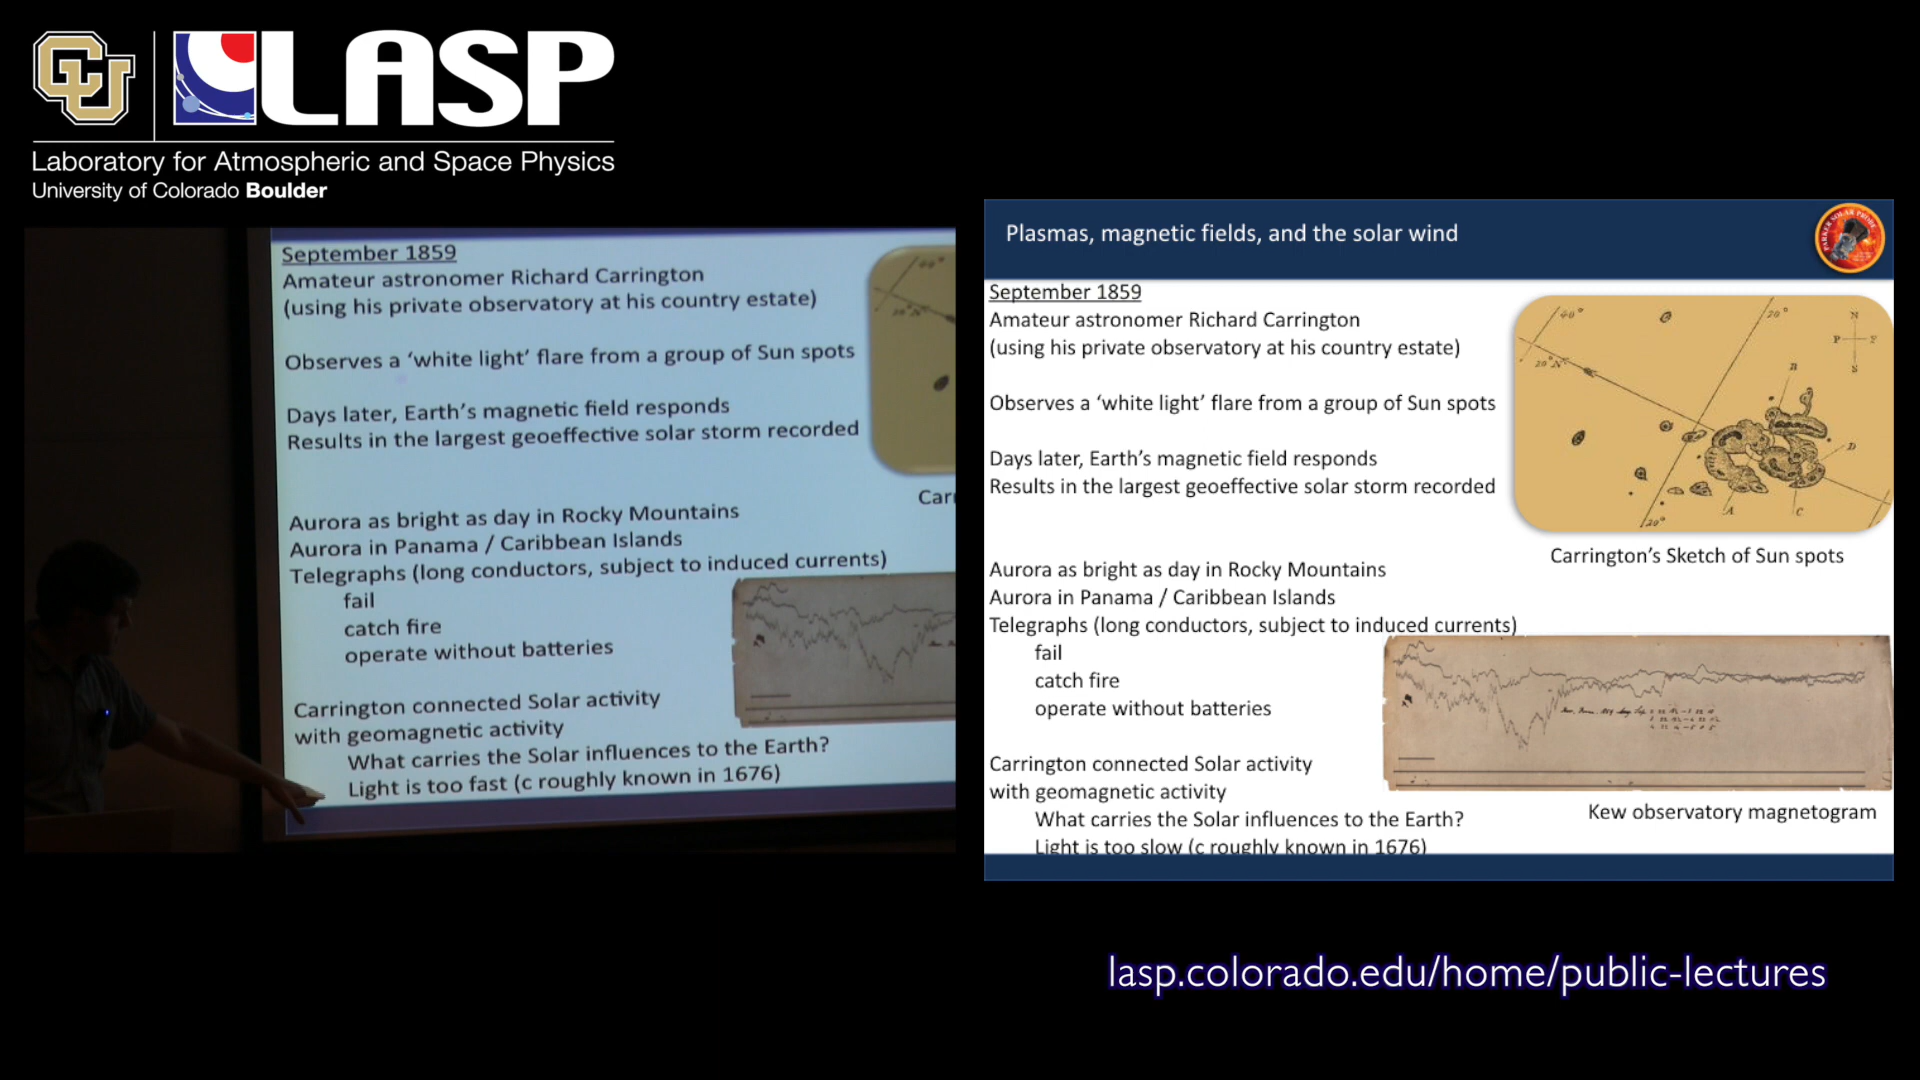 CU
LASP
Laboratory for Atmospheric and Space Physics
University of Colorado Boulder
September 1859
Amateur astronomer Richard Carrington
(using his private observatory at his country estate)
Observes a ‘white light’ flare from a group of Sun spots
Days later, Earth’s magnetic field responds
Results in the largest geoeffective solar storm recorded
Aurora as bright as day in Rocky Mountains
Aurora in Panama / Caribbean Islands
Telegraphs (long conductors, subject to induced currents)
fail
catch fire
operate without batteries
Carrington connected Solar activity
with geomagnetic activity
What carries the Solar influences to the Earth?
Light is too fast (c roughly known in 1676)
Plasmas, magnetic fields, and the solar wind
PARKER SOLAR PROBE
September 1859
Amateur astronomer Richard Carrington
(using his private observatory at his country estate)
Observes a ‘white light’ flare from a group of Sun spots
Days later, Earth’s magnetic field responds
Results in the largest geoeffective solar storm recorded
40°
20°
N
P
F
S
20° N
B
D
A
C
20°
Carrington’s Sketch of Sun spots
Aurora as bright as day in Rocky Mountains
Aurora in Panama / Caribbean Islands
Telegraphs (long conductors, subject to induced currents)
fail
catch fire
operate without batteries
Carrington connected Solar activity
with geomagnetic activity
What carries the Solar influences to the Earth?
Light is too slow (c roughly known in 1676)
Kew observatory magnetogram
lasp.colorado.edu/home/public-lectures